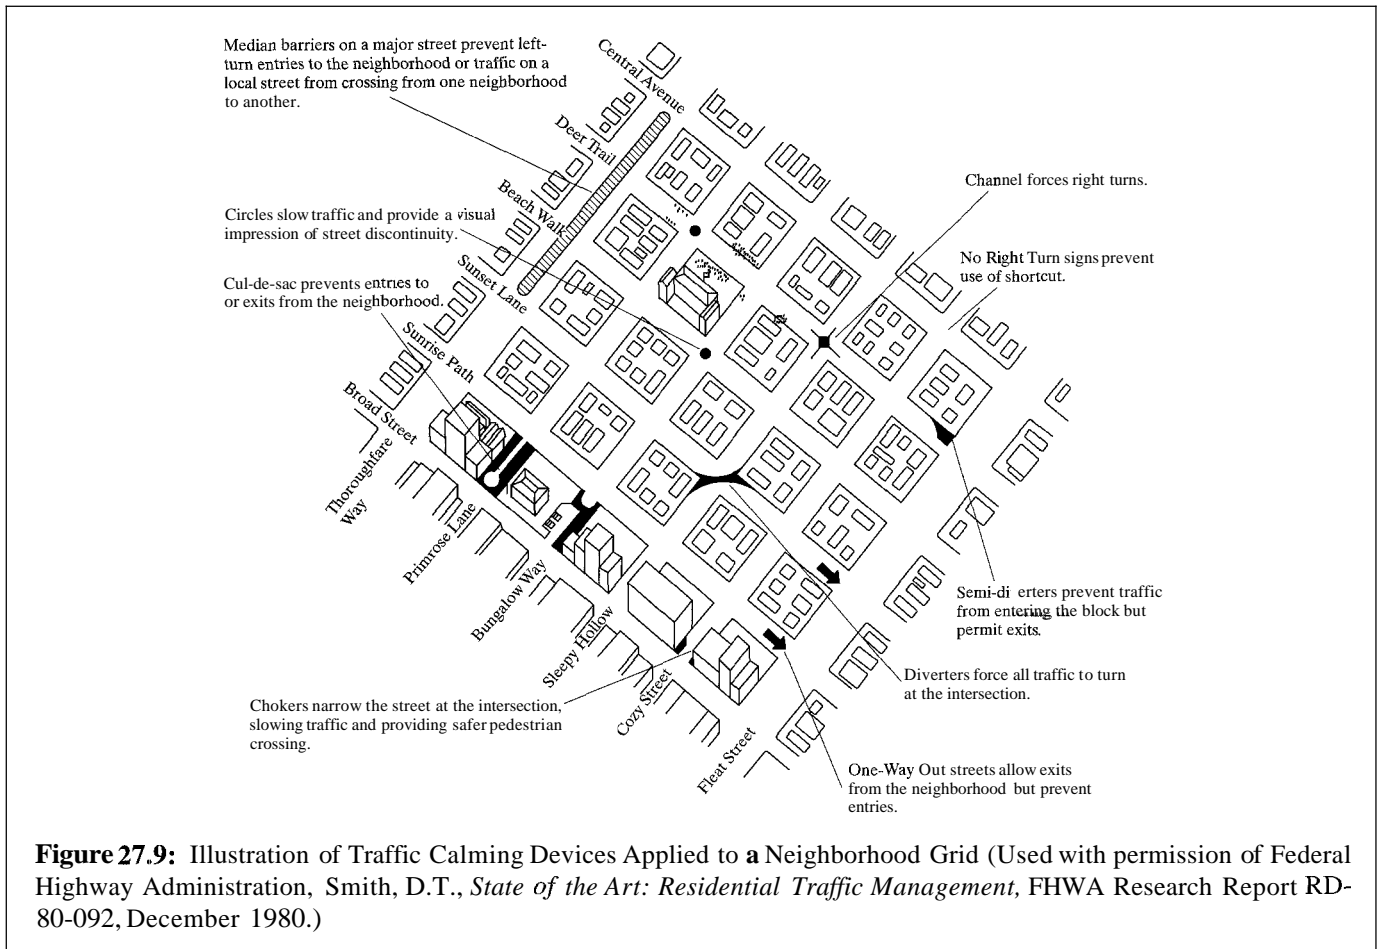 Median barriers on a major street prevent left-
turn entries to the neighborhood or traffic on a
local street from crossing from one neighborhood
to another.
Central Avenue
Deer Trail
Beach Walk
Sunset Lane
Sunrise Path
Broad Street
Channel forces right turns.
Circles slow traffic and provide a visual
impression of street discontinuity.
No Right Turn signs prevent
use of shortcut.
Cul-de-sac prevents entries to
or exits from the neighborhood.
Thoroughfare
Way
Primrose Lane
Bungalow Way
Sleepy Hollow
Cozy Street
Fleat Street
Semi-di erters prevent traffic
from entering the block but
permit exits.
Diverters force all traffic to turn
at the intersection.
Chokers narrow the street at the intersection,
slowing traffic and providing safer pedestrian
crossing.
One-Way Out streets allow exits
from the neighborhood but prevent
entries.
Figure 27.9: Illustration of Traffic Calming Devices Applied to a Neighborhood Grid (Used with permission of Federal
Highway Administration, Smith, D.T., State of the Art: Residential Traffic Management, FHWA Research Report RD-
80-092, December 1980.)